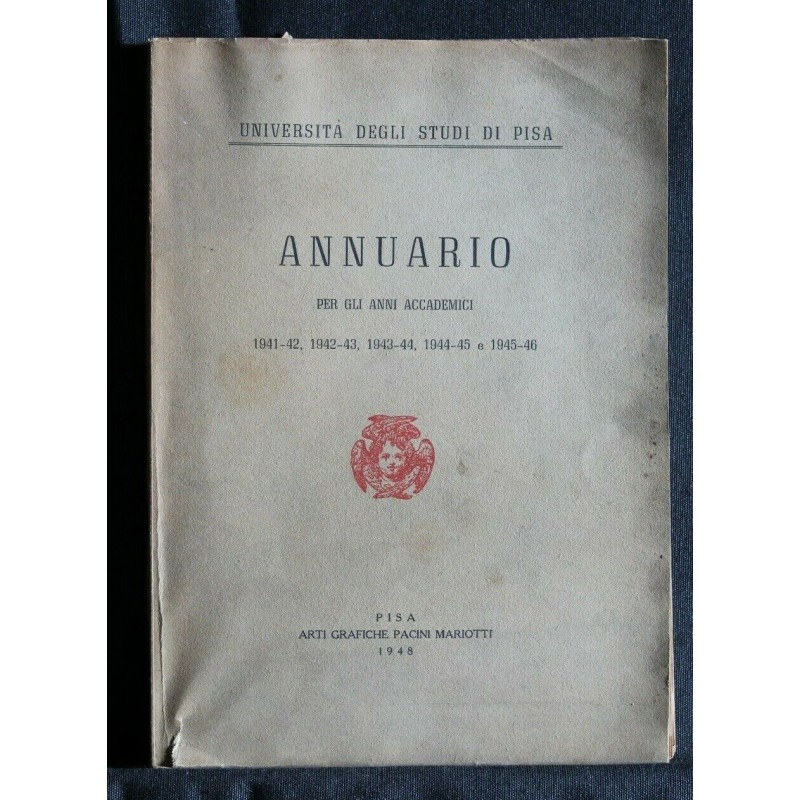 UNIVERSITÀ DEGLI STUDI DI PISA
ANNUARIO
PER GLI ANNI ACCADEMICI
1941-42, 1942-43, 1943-44, 1944-45 e 1945-46
PISA
ARTI GRAFICHE PACINI MARIOTTI
1948